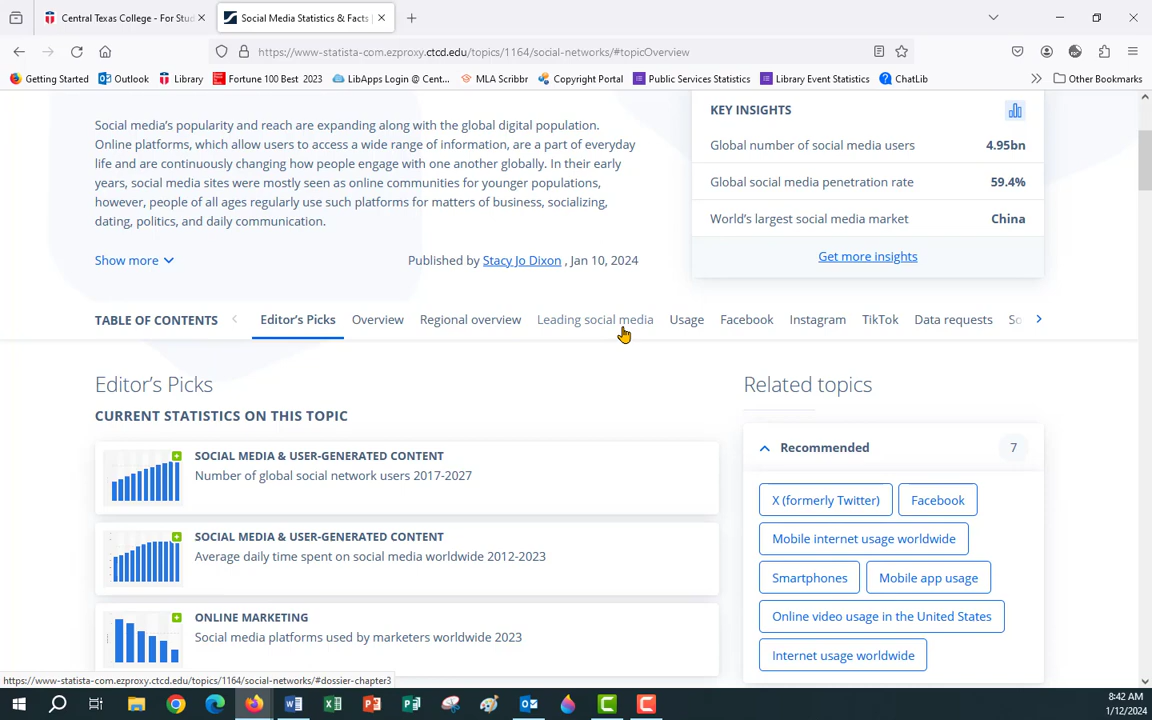 Central Texas College - For Stud
Social Media Statistics & Facts |
https://www-statista-com.ezproxy.ctcd.edu/topics/1164/social-networks/#topicOverview
Getting Started
Outlook
Library
Fortune 100 Best 2023
LibApps Login @ Cent...
MLA Scribbr
Copyright Portal
Public Services Statistics
Library Event Statistics
ChatLib
Other Bookmarks
Social media's popularity and reach are expanding along with the global digital population.
Online platforms, which allow users to access a wide range of information, are a part of everyday
life and are continuously changing how people engage with one another globally. In their early
years, social media sites were mostly seen as online communities for younger populations,
however, people of all ages regularly use such platforms for matters of business, socializing,
dating, politics, and daily communication.
Show more
Published by Stacy Jo Dixon , Jan 10, 2024
KEY INSIGHTS
Global number of social media users 4.95bn
Global social media penetration rate 59.4%
World's largest social media market China
Get more insights
TABLE OF CONTENTS
Editor's Picks
Overview
Regional overview
Leading social media
Usage
Facebook
Instagram
TikTok
Data requests
So
Editor's Picks
CURRENT STATISTICS ON THIS TOPIC
SOCIAL MEDIA & USER-GENERATED CONTENT
Number of global social network users 2017-2027
SOCIAL MEDIA & USER-GENERATED CONTENT
Average daily time spent on social media worldwide 2012-2023
ONLINE MARKETING
Social media platforms used by marketers worldwide 2023
Related topics
Recommended 7
X (formerly Twitter)
Facebook
Mobile internet usage worldwide
Smartphones
Mobile app usage
Online video usage in the United States
Internet usage worldwide
https://www-statista-com.ezproxy.ctcd.edu/topics/1164/social-networks/#dossier-chapter3
8:42 AM
1/12/2024